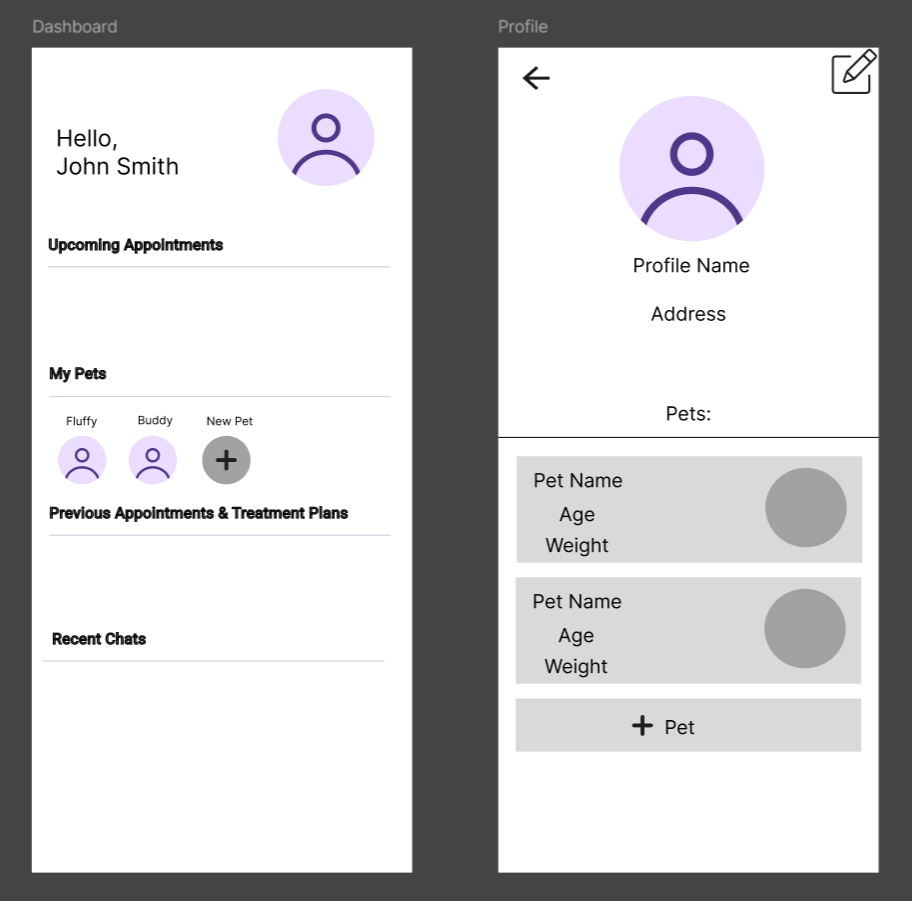 Dashboard
Hello,
John Smith
Upcoming Appointments
My Pets
Fluffy
Buddy
New Pet
Previous Appointments & Treatment Plans
Recent Chats
Profile
Profile Name
Address
Pets:
Pet Name
Age
Weight
Pet Name
Age
Weight
Pet